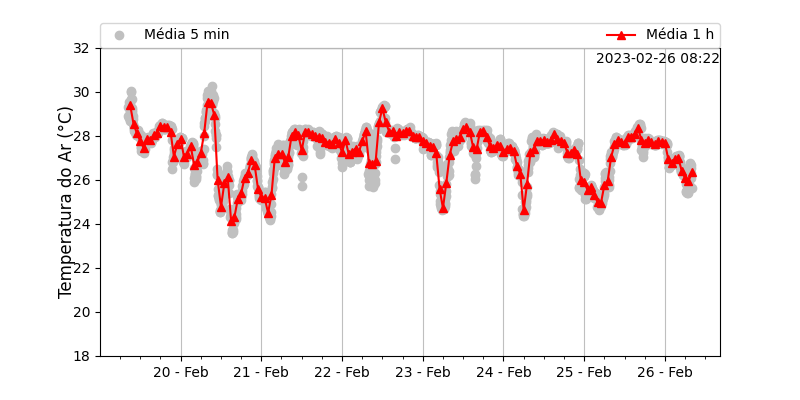 Média 5 min
Média 1 h
2023-02-26 08:22
Temperatura do Ar (°C)
32
30
28
26
24
22
20
18
20 - Feb
21 - Feb
22 - Feb
23 - Feb
24 - Feb
25 - Feb
26 - Feb